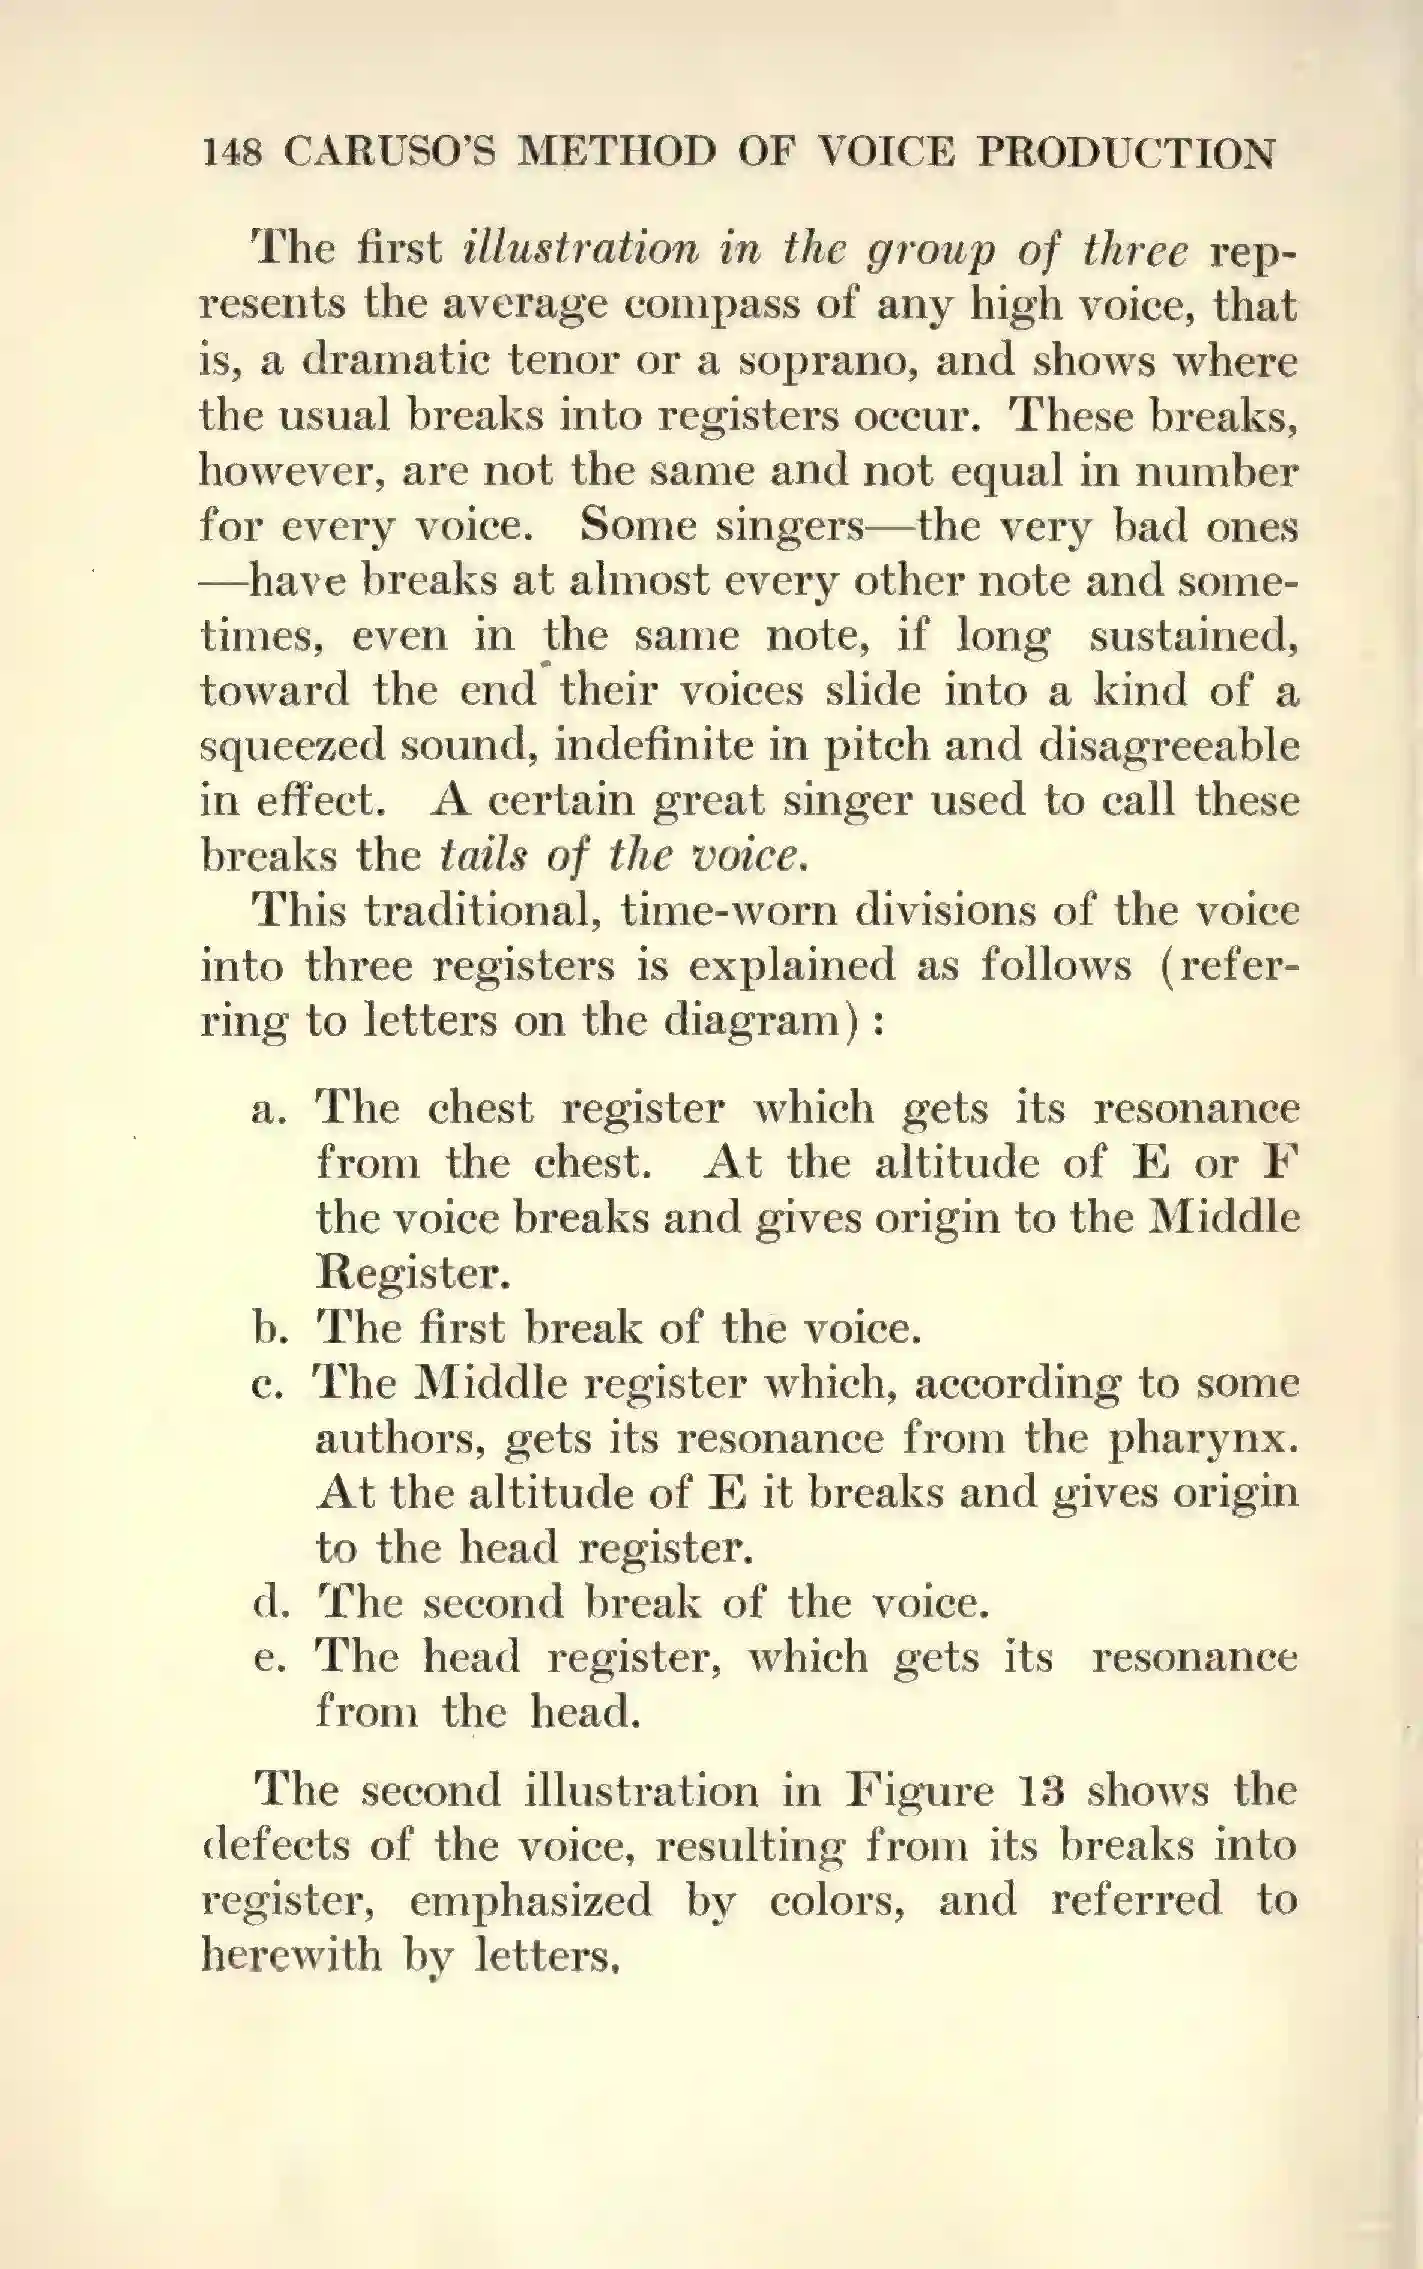 148 CARUSO'S METHOD OF VOICE PRODUCTION
The first illustration in the group of three rep-
resents the average compass of any high voice, that
is, a dramatic tenor or a soprano, and shows where
the usual breaks into registers occur. These breaks,
however, are not the same and not equal in number
for every voice. Some singers—the very bad ones
—have breaks at almost every other note and some-
times, even in the same note, if long sustained,
toward the end their voices slide into a kind of a
squeezed sound, indefinite in pitch and disagreeable
in effect. A certain great singer used to call these
breaks the tails of the voice.
This traditional, time-worn divisions of the voice
into three registers is explained as follows (refer-
ring to letters on the diagram):
a. The chest register which gets its resonance
from the chest. At the altitude of E or F
the voice breaks and gives origin to the Middle
Register.
b. The first break of the voice.
c. The Middle register which, according to some
authors, gets its resonance from the pharynx.
At the altitude of E it breaks and gives origin
to the head register.
d. The second break of the voice.
e. The head register, which gets its resonance
from the head.
The second illustration in Figure 13 shows the
defects of the voice, resulting from its breaks into
register, emphasized by colors, and referred to
herewith by letters.